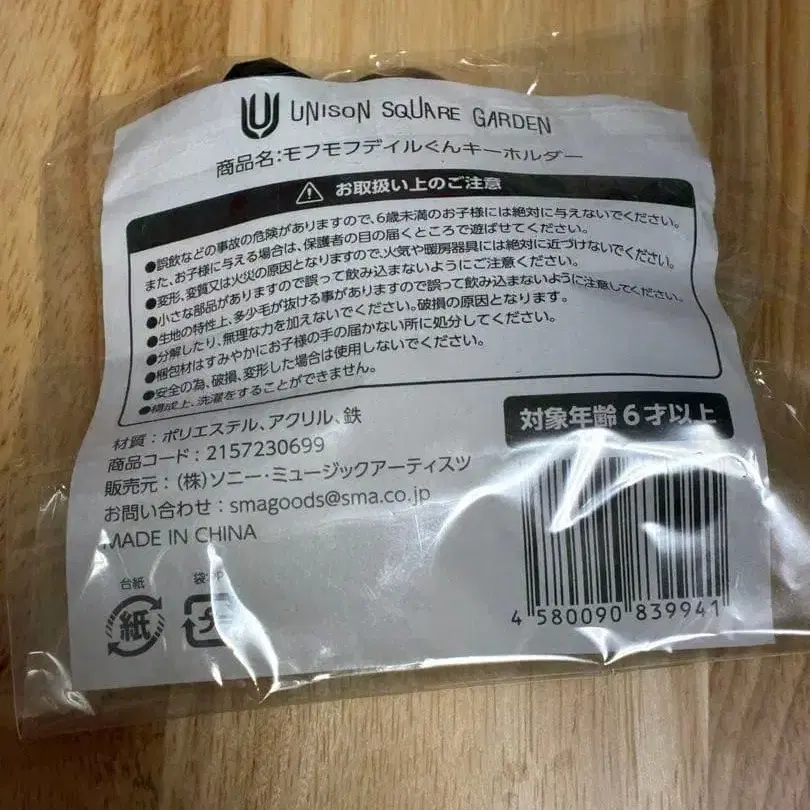 UNISON SQUARE GARDEN
商品名:モフモフデイルぐんキーホルダー
お取扱い上のご注意
●誤飲などの事故の危険がありますので、6歳未満のお子様には絶対に与えないでください。
また、お子様に与える場合は、保護者の目の届くところで遊ばせてください。
●変形、変質又は火災の原因となりますので、火気や暖房器具には絶対に近づけないでください。
●小さな部品がありますので誤って飲み込まないようにご注意ください。
●生地の特性上、多少毛が抜ける事がありますので誤って飲み込まないように注意してください。
●分解したり、無理な力を加えないでください。破損の原因となります。
●梱包材はすみやかにお子様の手の届かない所に処分してください。
●安全の為、破損、変形した場合は使用しないでください。
●構成上、洗濯をすることができません。
材質:ポリエステル、アクリル、鉄
商品コード:2157230699
販売元:(株)ソニー・ミュージックアーティスツ
お問い合わせ:smagoods@sma.co.jp
MADE IN CHINA
対象年齢6才以上
4 580090 839941
台紙
紙